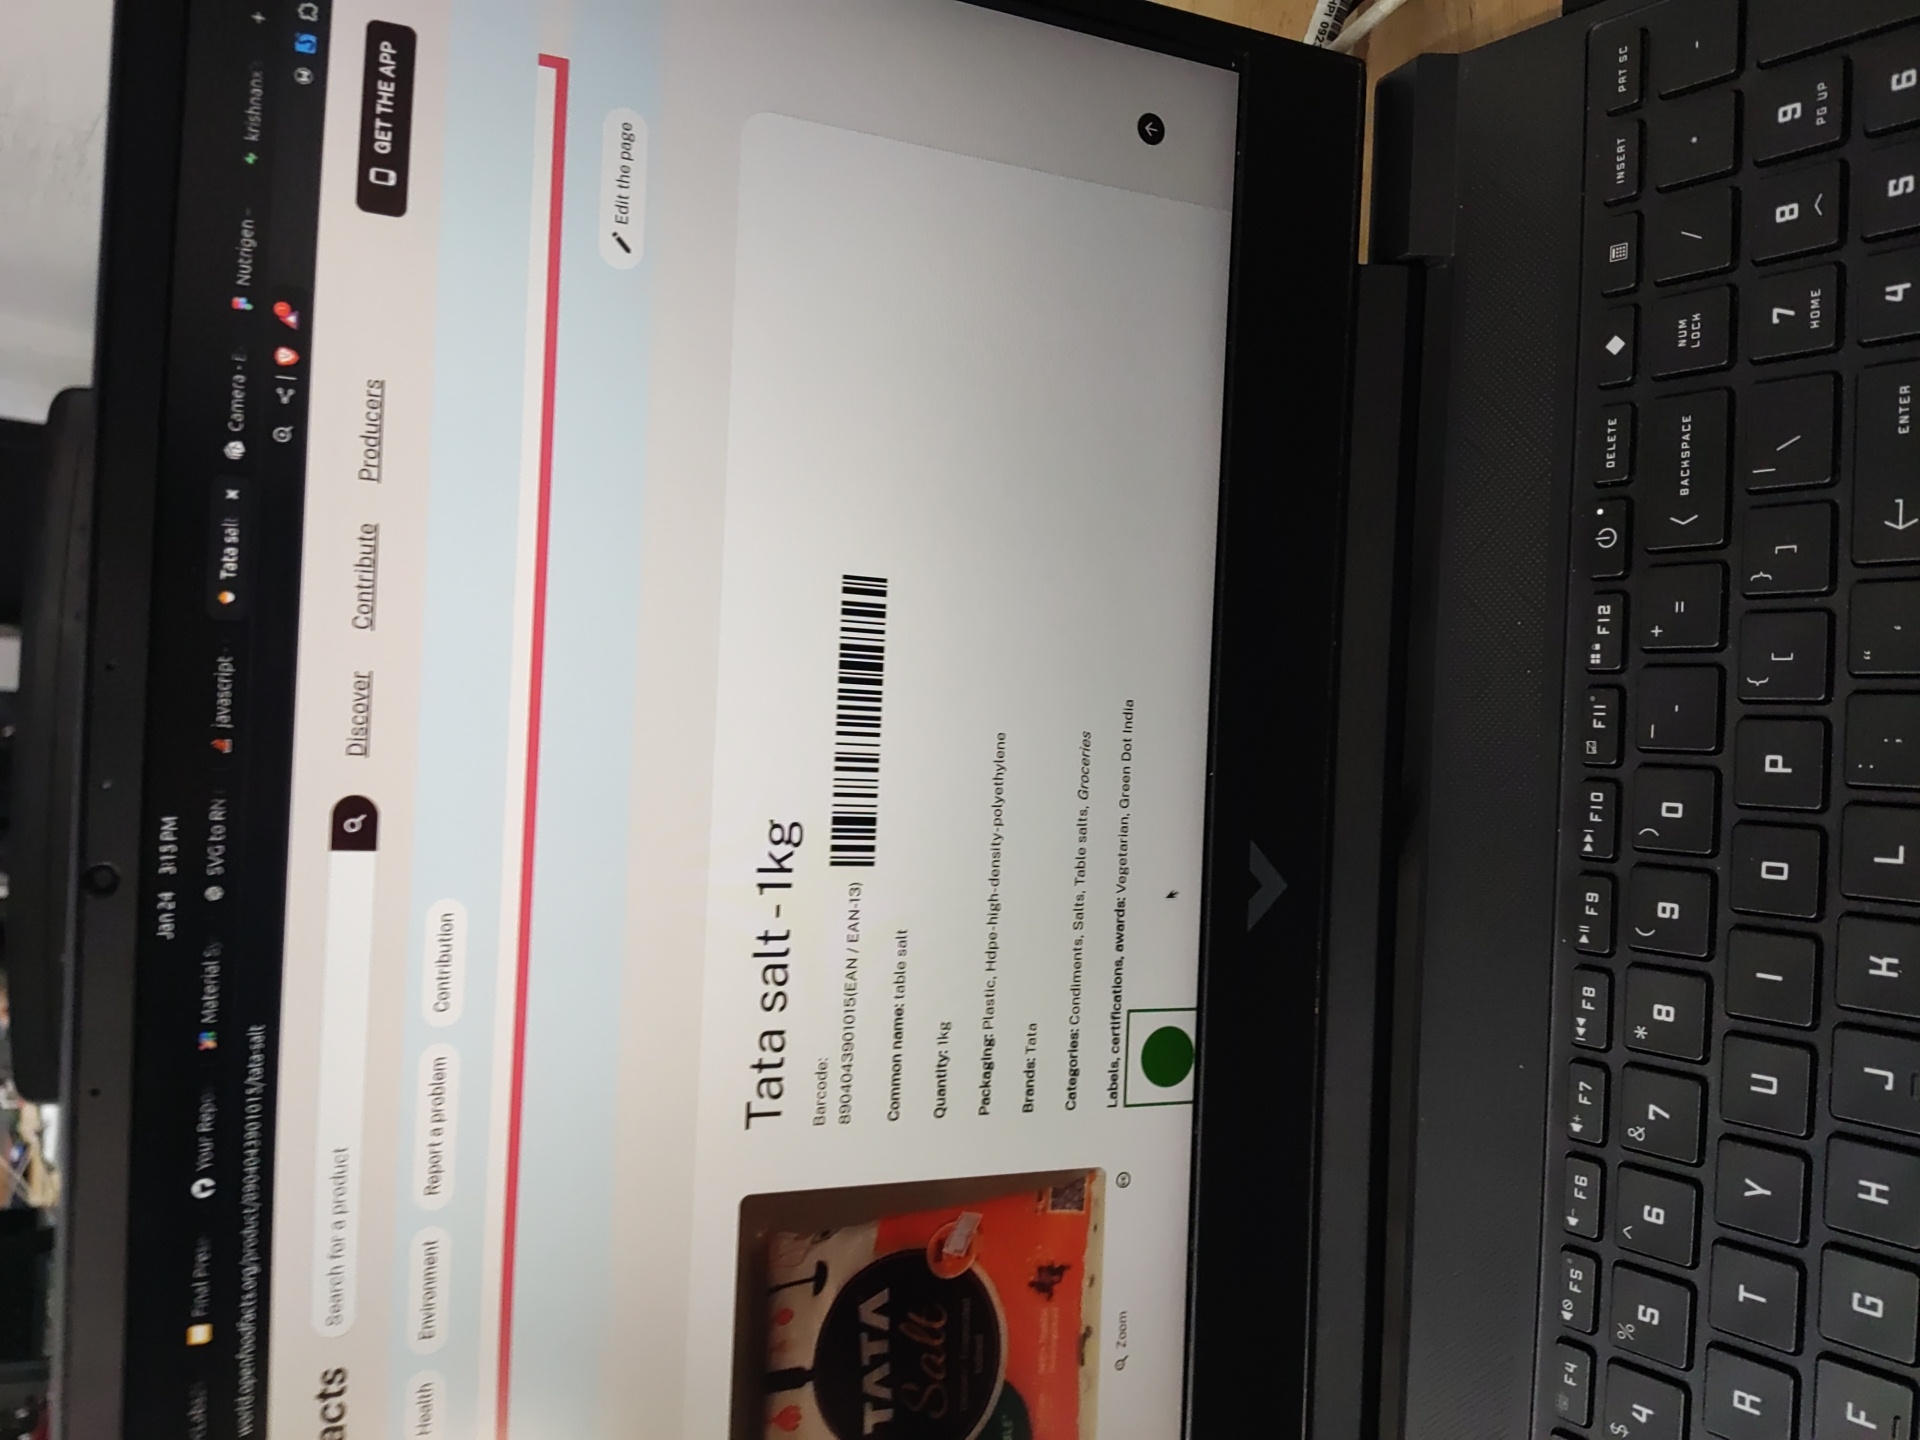 Jan 24 3:15 PM
Final Pres
Your Repo
Material Sy
SVG to RN
javascript -
Tata salt
Camera - E
Nutrigen -
krishnanx
world.openfoodfacts.org/product/8904043901015/tata-salt
acts
Search for a product
Discover
Contribute
Producers
GET THE APP
Health
Environment
Report a problem
Contribution
Edit the page
Tata salt - 1kg
Barcode:
8904043901015(EAN / EAN-13)
Common name: table salt
Quantity: 1kg
Packaging: Plastic, Hdpe-high-density-polyethylene
Brands: Tata
Categories: Condiments, Salts, Table salts, Groceries
Labels, certifications, awards: Vegetarian, Green Dot India
TATA
Salt
Zoom
F4 F5 F6 F7 F8 F9 F10 F11 F12 DELETE INSERT PRT SC
$ % ^ & * ( ) _ +
4 5 6 7 8 9 0 - = BACKSPACE NUM LOCK / * -
R T Y U I O P { [ } ] | \ 7 HOME 8 9 PG UP
F G H J K L : ; " ' ENTER 4 5 6